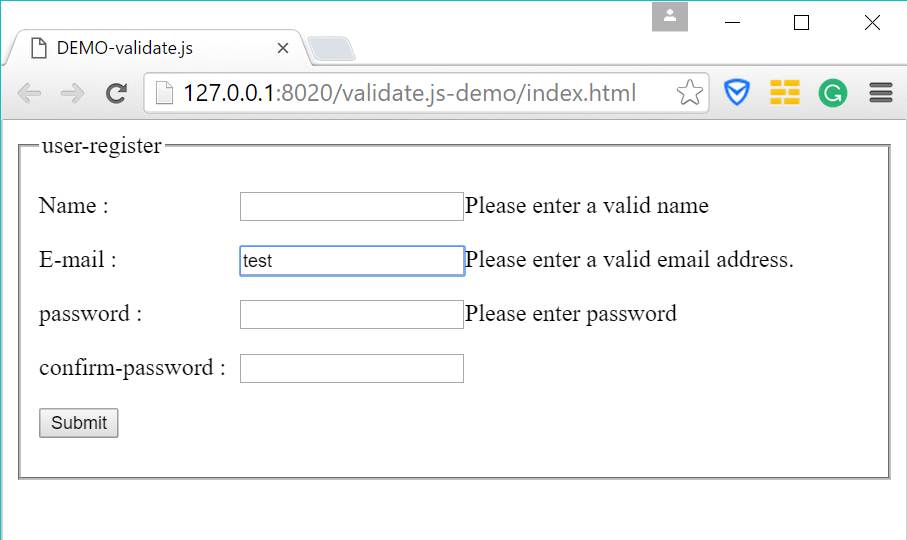 DEMO-validate.js
127.0.0.1:8020/validate.js-demo/index.html
user-register
Name : Please enter a valid name
E-mail : test Please enter a valid email address.
password : Please enter password
confirm-password :
Submit